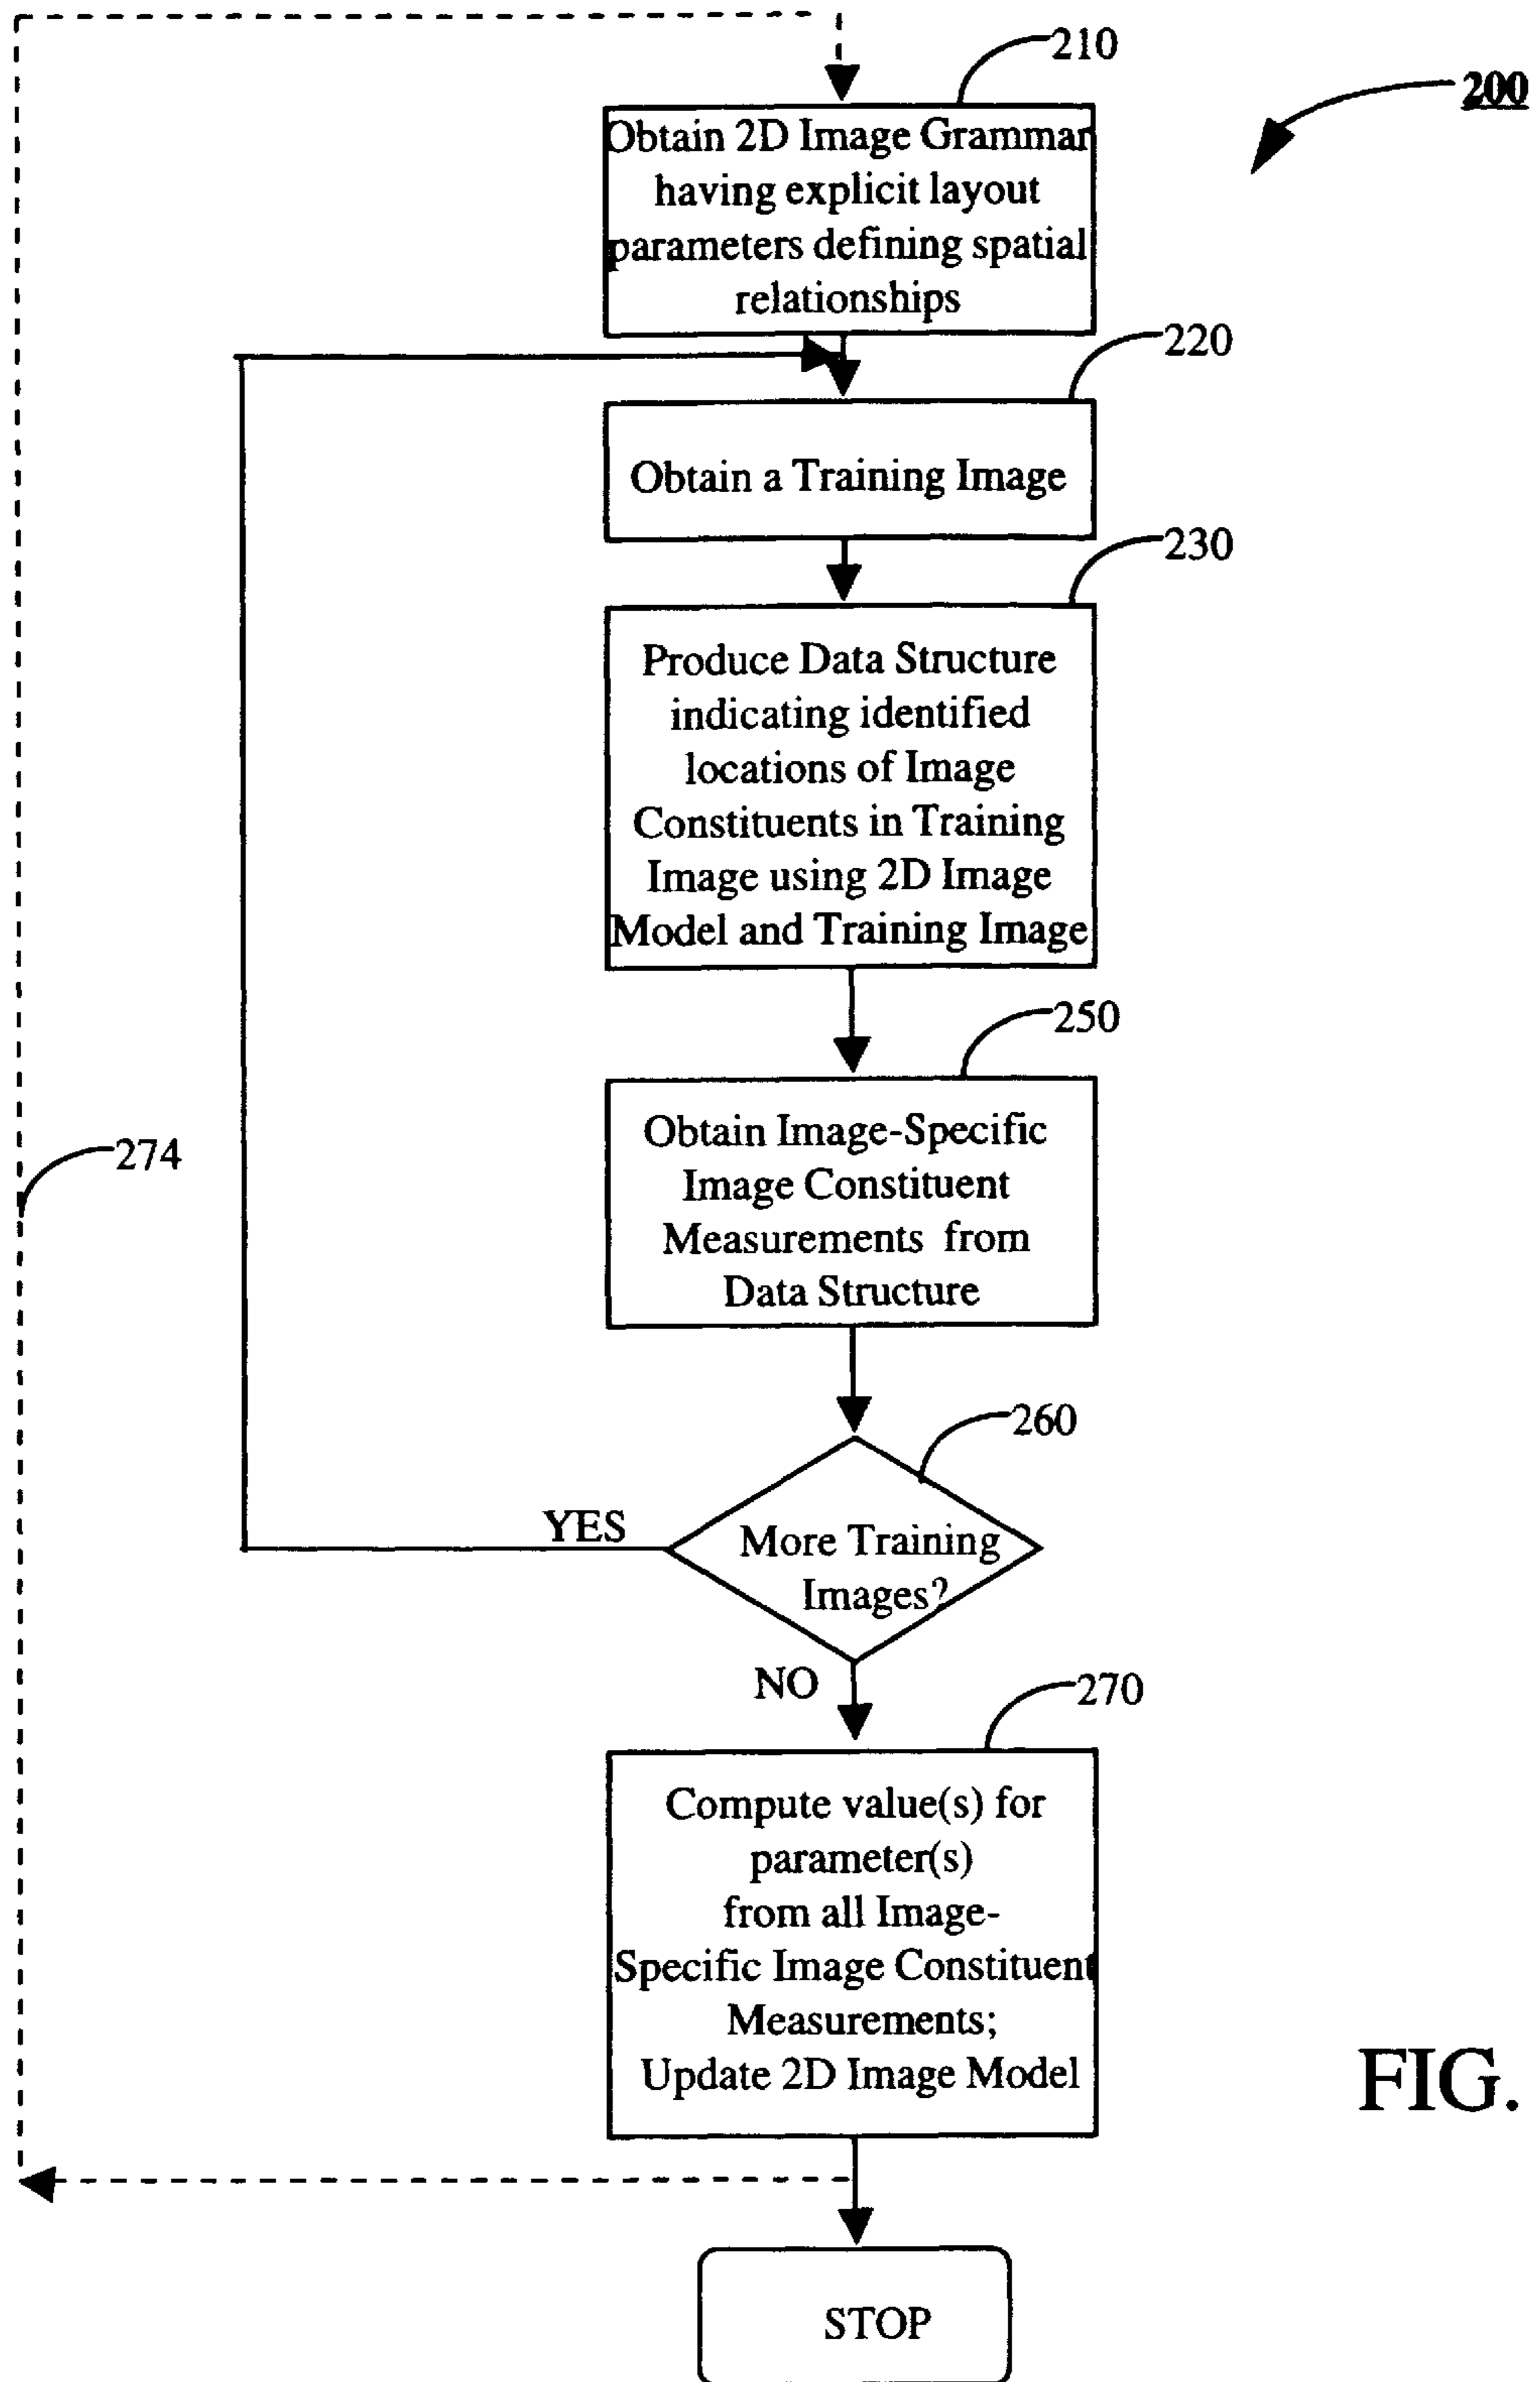 210
200
Obtain 2D Image Grammar
having explicit layout
parameters defining spatial
relationships
220
Obtain a Training Image
230
Produce Data Structure
indicating identified
locations of Image
Constituents in Training
Image using 2D Image
Model and Training Image
250
274
Obtain Image-Specific
Image Constituent
Measurements from
Data Structure
260
YES
More Training
Images?
NO
270
Compute value(s) for
parameter(s)
from all Image-
Specific Image Constituent
Measurements;
Update 2D Image Model
FIG.
STOP